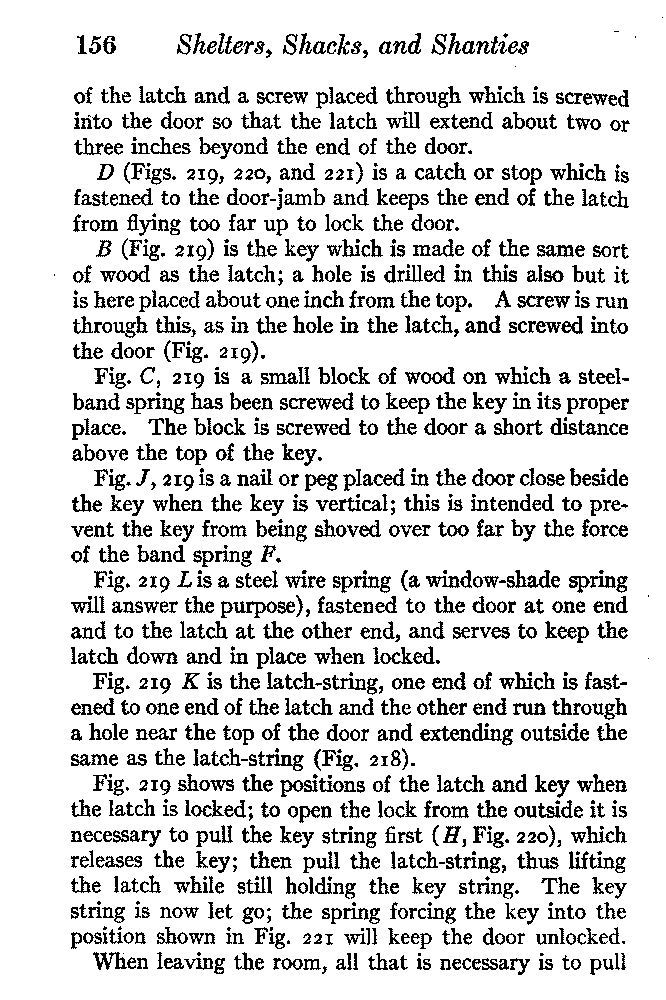 156 Shelters, Shacks, and Shanties
of the latch and a screw placed through which is screwed
into the door so that the latch will extend about two or
three inches beyond the end of the door.
D (Figs. 219, 220, and 221) is a catch or stop which is
fastened to the door-jamb and keeps the end of the latch
from flying too far up to lock the door.
B (Fig. 219) is the key which is made of the same sort
of wood as the latch; a hole is drilled in this also but it
is here placed about one inch from the top. A screw is run
through this, as in the hole in the latch, and screwed into
the door (Fig. 219).
Fig. C, 219 is a small block of wood on which a steel-
band spring has been screwed to keep the key in its proper
place. The block is screwed to the door a short distance
above the top of the key.
Fig. J, 219 is a nail or peg placed in the door close beside
the key when the key is vertical; this is intended to pre-
vent the key from being shoved over too far by the force
of the band spring F.
Fig. 219 L is a steel wire spring (a window-shade spring
will answer the purpose), fastened to the door at one end
and to the latch at the other end, and serves to keep the
latch down and in place when locked.
Fig. 219 K is the latch-string, one end of which is fast-
ened to one end of the latch and the other end run through
a hole near the top of the door and extending outside the
same as the latch-string (Fig. 218).
Fig. 219 shows the positions of the latch and key when
the latch is locked; to open the lock from the outside it is
necessary to pull the key string first (H, Fig. 220), which
releases the key; then pull the latch-string, thus lifting
the latch while still holding the key string. The key
string is now let go; the spring forcing the key into the
position shown in Fig. 221 will keep the door unlocked.
When leaving the room, all that is necessary is to pull